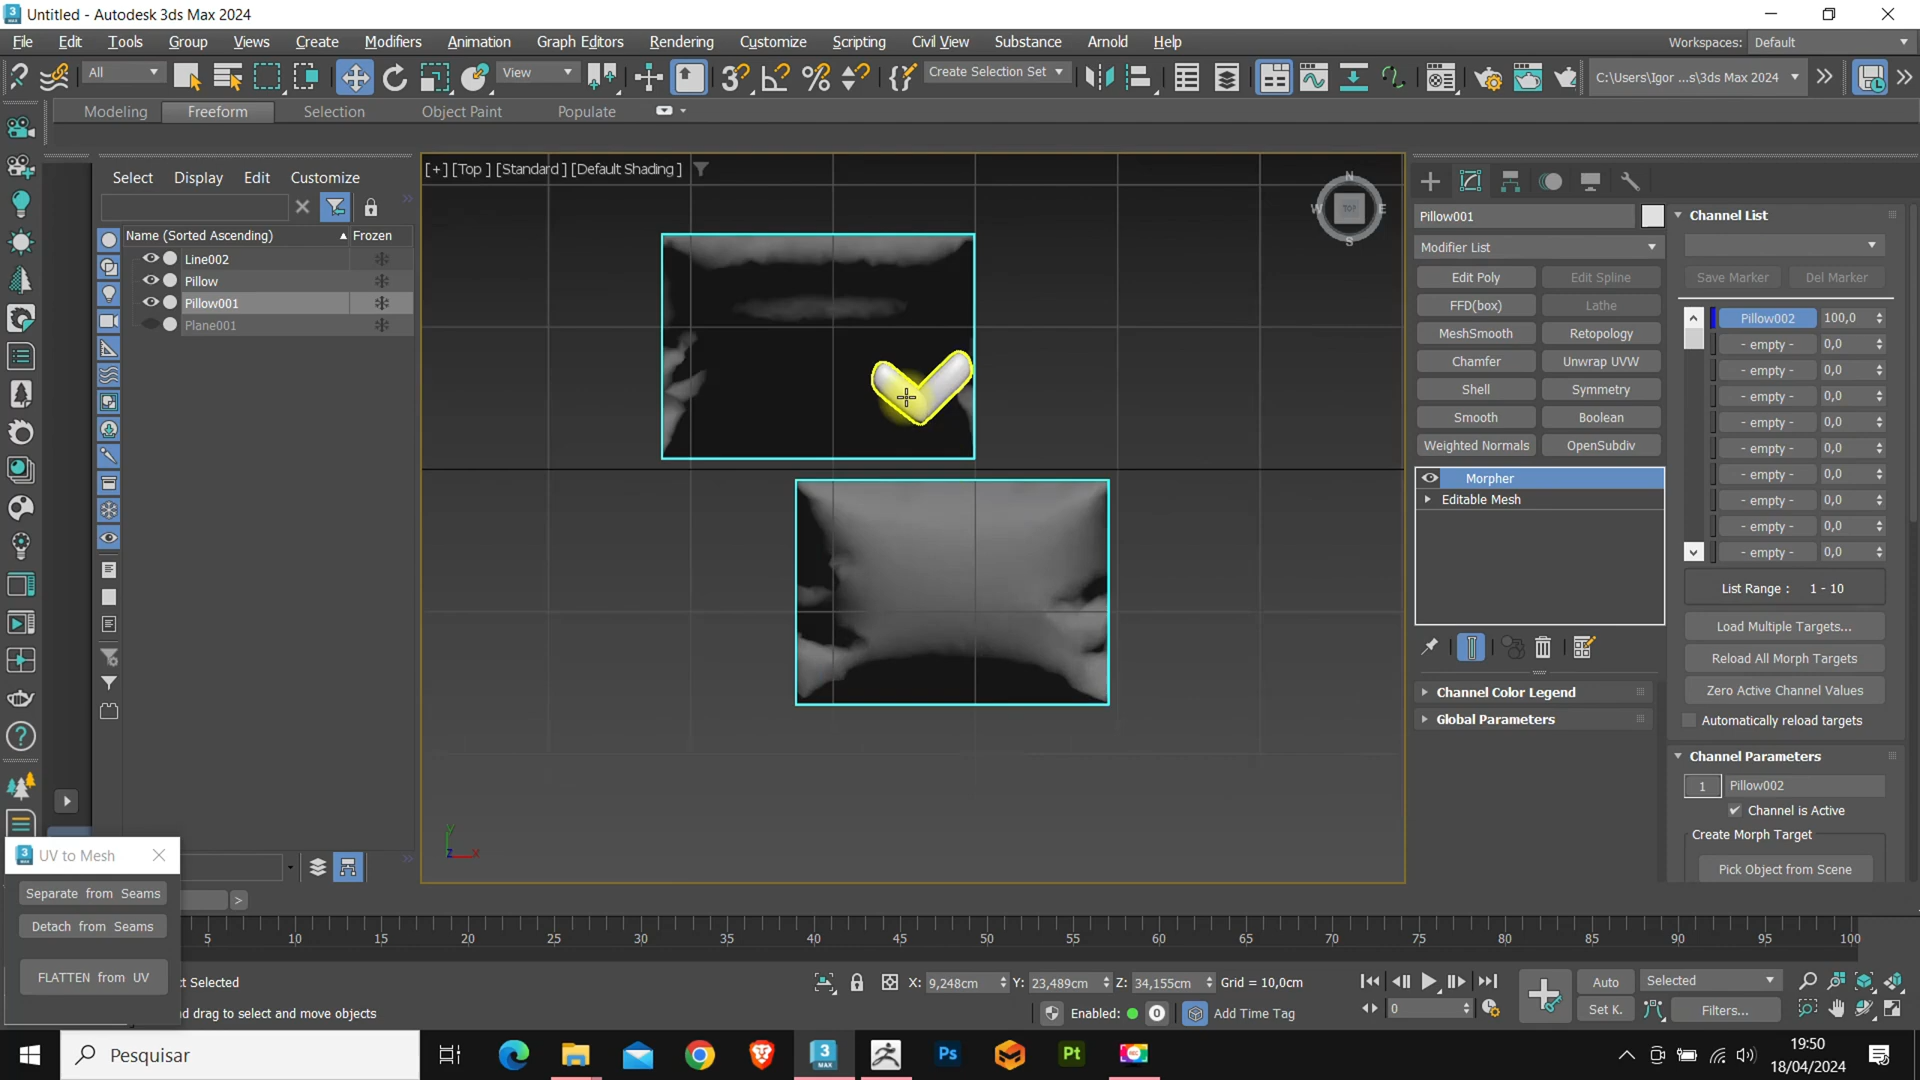 Untitled - Autodesk 3ds Max 2024
File Edit Tools Group Views Create Modifiers Animation Graph Editors Rendering Customize Scripting Civil View Substance Arnold Help
Workspaces: Default
All
View
Create Selection Set
C:\Users\Igor ...s\3ds Max 2024
Modeling Freeform Selection Object Paint Populate
Select Display Edit Customize
Name (Sorted Ascending) Frozen
Line002
Pillow
Pillow001
Plane001
[+] [Top ] [Standard ] [Default Shading ]
N
W TOP E
S
Y
Z X
Pillow001
Modifier List
Edit Poly Edit Spline
FFD(box) Lathe
MeshSmooth Retopology
Chamfer Unwrap UVW
Shell Symmetry
Smooth Boolean
Weighted Normals OpenSubdiv
Morpher
Editable Mesh
Channel Color Legend
Global Parameters
Channel List
Save Marker Del Marker
Pillow002 100,0
- empty - 0,0
- empty - 0,0
- empty - 0,0
- empty - 0,0
- empty - 0,0
- empty - 0,0
- empty - 0,0
- empty - 0,0
- empty - 0,0
List Range : 1 - 10
Load Multiple Targets...
Reload All Morph Targets
Zero Active Channel Values
Automatically reload targets
Channel Parameters
1 Pillow002
Channel is Active
Create Morph Target
Pick Object from Scene
UV to Mesh
Separate from Seams
Detach from Seams
FLATTEN from UV
>
5 10 15 20 25 30 35 40 45 50 55 60 65 70 75 80 85 90 95 100
ct Selected
nd drag to select and move objects
X: 9,248cm Y: 23,489cm Z: 34,155cm Grid = 10,0cm
Enabled: 0 Add Time Tag
0
Auto Selected
Set K. Filters...
Pesquisar
3 MAX
Ps
Pt
19:50
18/04/2024